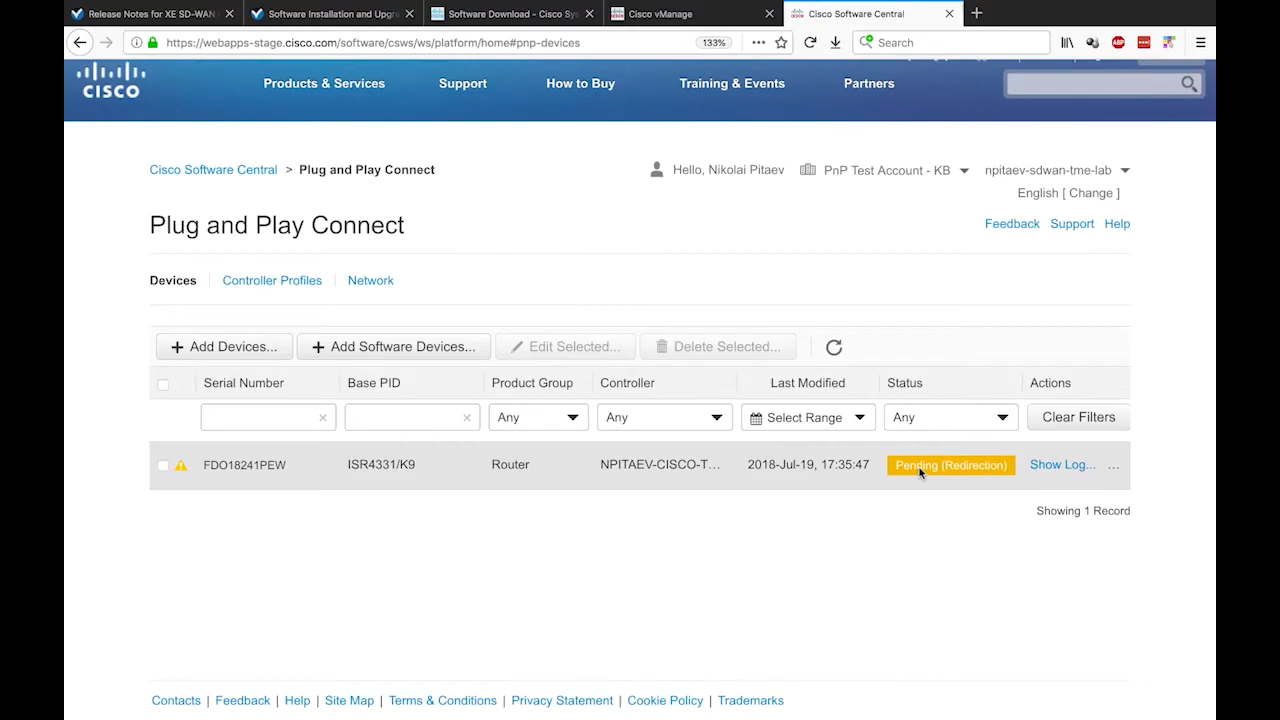 Release Notes for XE SD-WAN
Software Installation and Upgr
Software Download - Cisco Sys
Cisco vManage
Cisco Software Central
https://webapps-stage.cisco.com/software/csws/ws/platform/home#pnp-devices
133%
Search
ABP
CISCO
Products & Services
Support
How to Buy
Training & Events
Partners
Cisco Software Central > Plug and Play Connect
Hello, Nikolai Pitaev
PnP Test Account - KB
npitaev-sdwan-tme-lab
English [ Change ]
Plug and Play Connect
Feedback Support Help
Devices
Controller Profiles
Network
+ Add Devices...
+ Add Software Devices...
Edit Selected...
Delete Selected...
Serial Number
Base PID
Product Group
Controller
Last Modified
Status
Actions
Any
Any
Select Range
Any
Clear Filters
FDO18241PEW
ISR4331/K9
Router
NPITAEV-CISCO-T...
2018-Jul-19, 17:35:47
Pending (Redirection)
Show Log...
...
Showing 1 Record
Contacts | Feedback | Help | Site Map | Terms & Conditions | Privacy Statement | Cookie Policy | Trademarks